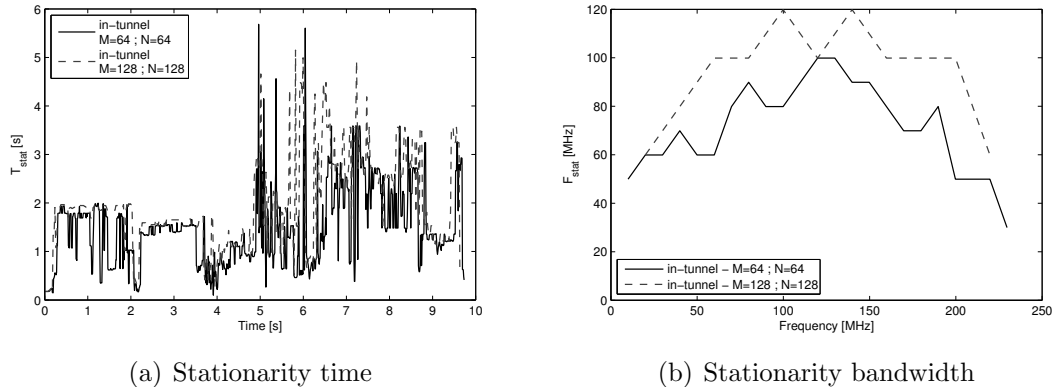 6
5
4
3
2
1
0
0 1 2 3 4 5 6 7 8 9 10
T_stat [s]
Time [s]
in−tunnel
M=64 ; N=64
in−tunnel
M=128 ; N=128
(a) Stationarity time
120
100
80
60
40
20
0
0 50 100 150 200 250
F_stat [MHz]
Frequency [MHz]
in−tunnel − M=64 ; N=64
in−tunnel − M=128 ; N=128
(b) Stationarity bandwidth